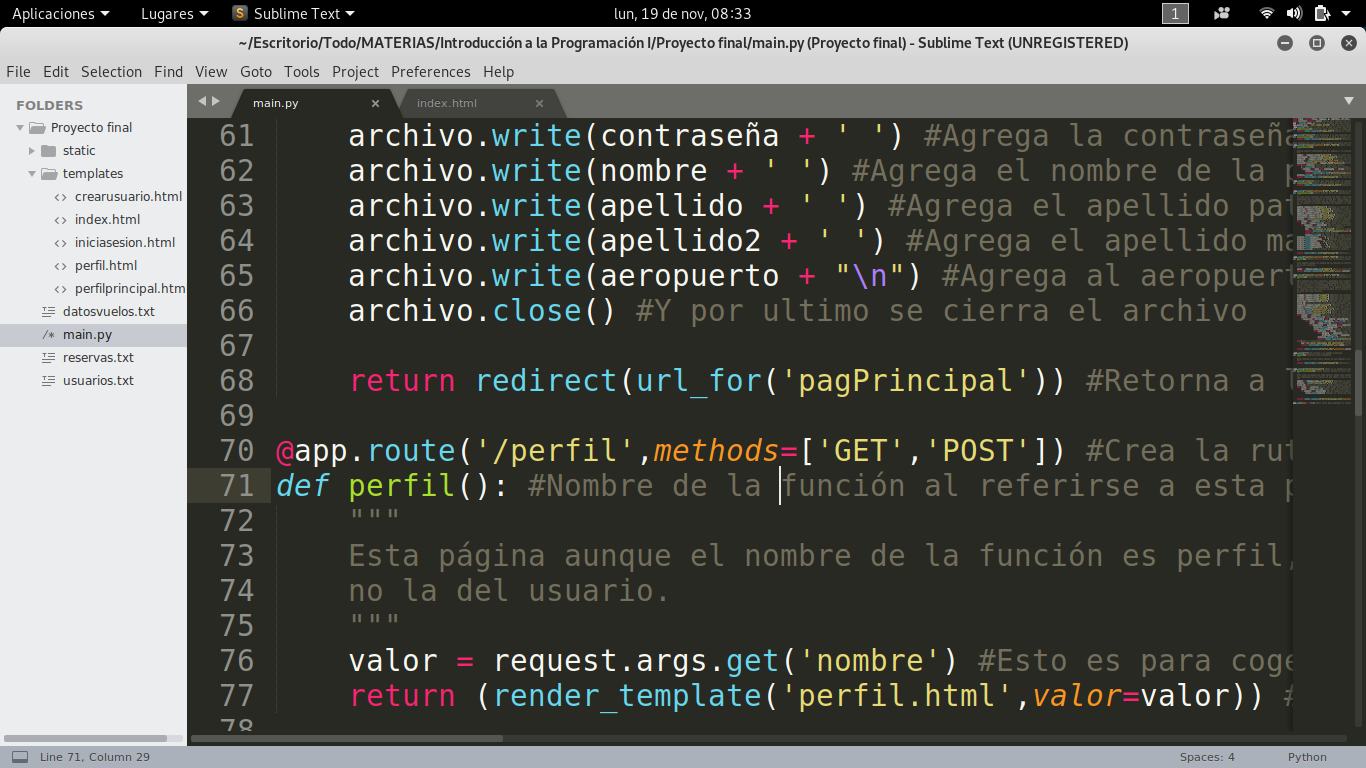 Aplicaciones Lugares Sublime Text lun, 19 de nov, 08:33 1
~/Escritorio/Todo/MATERIAS/Introducción a la Programación I/Proyecto final/main.py (Proyecto final) - Sublime Text (UNREGISTERED)
File Edit Selection Find View Goto Tools Project Preferences Help
FOLDERS
Proyecto final
static
templates
crearusuario.html
index.html
iniciasesion.html
perfil.html
perfilprincipal.htm
datosvuelos.txt
main.py
reservas.txt
usuarios.txt
main.py × index.html ×
61 archivo.write(contraseña + ' ') #Agrega la contraseña
62 archivo.write(nombre + ' ') #Agrega el nombre de la p
63 archivo.write(apellido + ' ') #Agrega el apellido pat
64 archivo.write(apellido2 + ' ') #Agrega el apellido ma
65 archivo.write(aeropuerto + "\n") #Agrega al aeropuert
66 archivo.close() #Y por ultimo se cierra el archivo
67
68 return redirect(url_for('pagPrincipal')) #Retorna a l
69
70 @app.route('/perfil',methods=['GET','POST']) #Crea la rut
71 def perfil(): #Nombre de la función al referirse a esta p
72 """
73 Esta página aunque el nombre de la función es perfil,
74 no la del usuario.
75 """
76 valor = request.args.get('nombre') #Esto es para coge
77 return (render_template('perfil.html',valor=valor)) #
78
Line 71, Column 29 Spaces: 4 Python